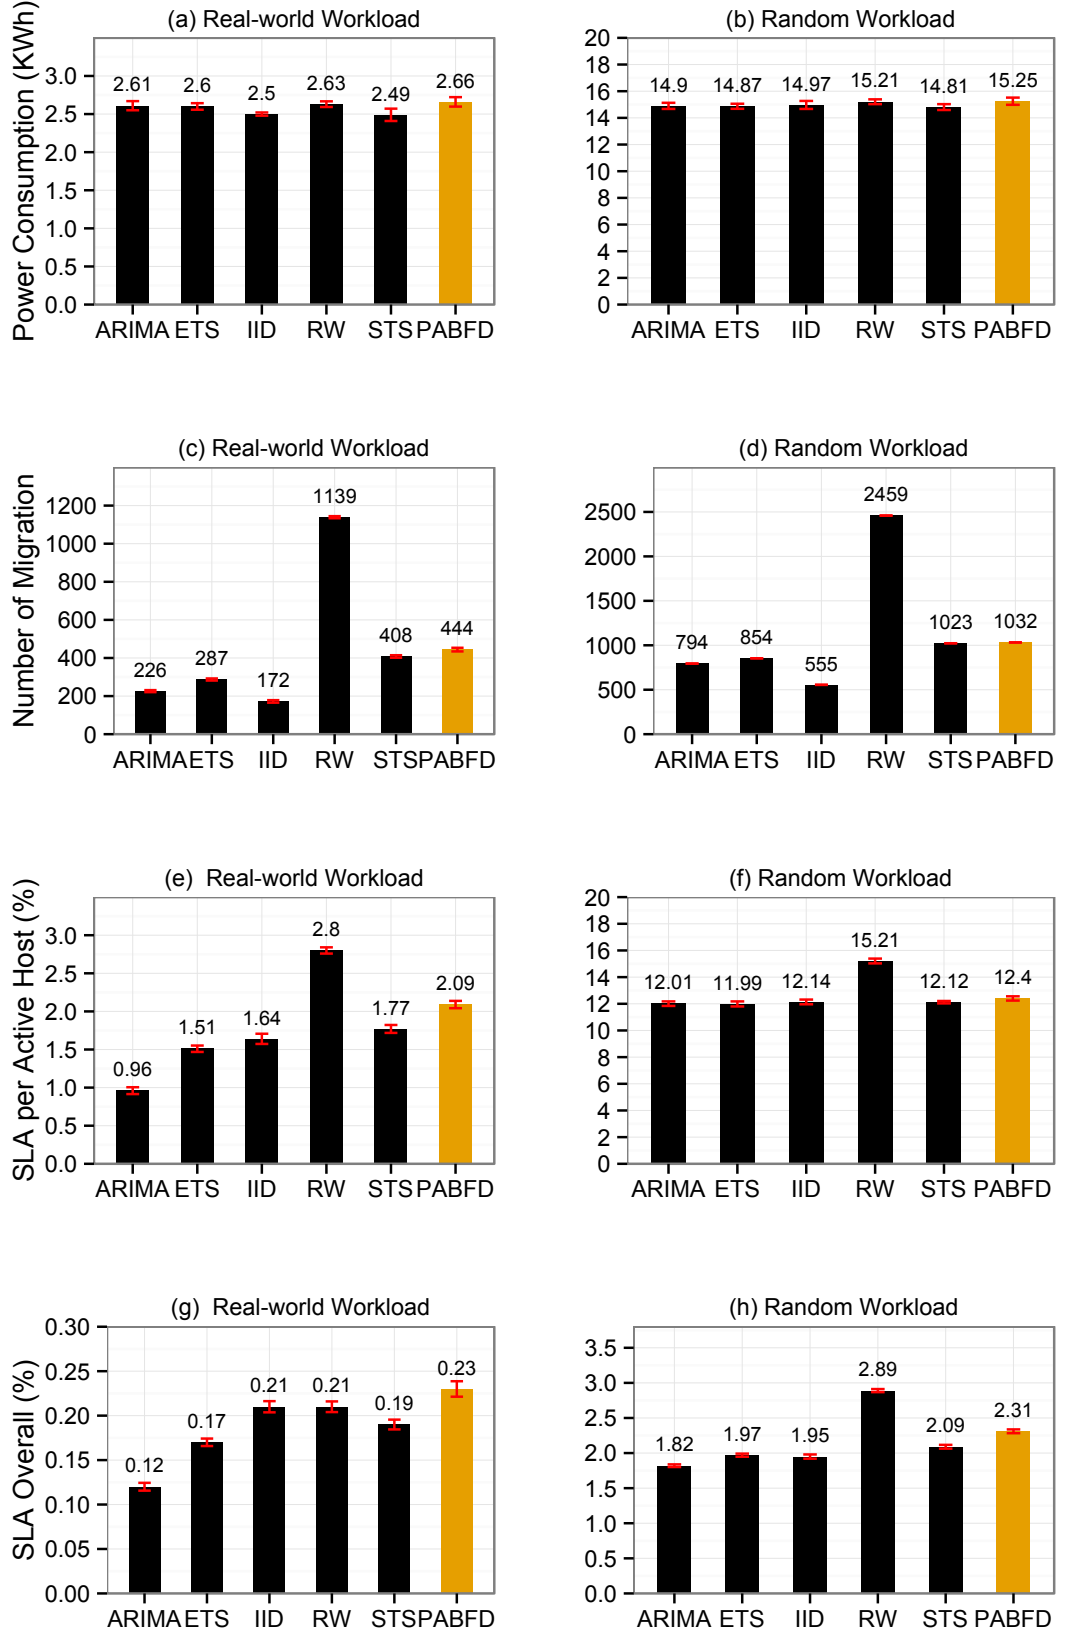 (a) Real-world Workload
Power Consumption (KWh)
3.0
2.5
2.0
1.5
1.0
0.5
0.0
2.61 2.6 2.5 2.63 2.49 2.66
ARIMA ETS IID RW STS PABFD
(b) Random Workload
20
18
16
14
12
10
8
6
4
2
0
14.9 14.87 14.97 15.21 14.81 15.25
ARIMA ETS IID RW STS PABFD
(c) Real-world Workload
Number of Migration
1200
1000
800
600
400
200
0
226 287 172 1139 408 444
ARIMA ETS IID RW STS PABFD
(d) Random Workload
2500
2000
1500
1000
500
0
794 854 555 2459 1023 1032
ARIMA ETS IID RW STS PABFD
(e) Real-world Workload
SLA per Active Host (%)
3.0
2.5
2.0
1.5
1.0
0.5
0.0
0.96 1.51 1.64 2.8 1.77 2.09
ARIMA ETS IID RW STS PABFD
(f) Random Workload
20
18
16
14
12
10
8
6
4
2
0
12.01 11.99 12.14 15.21 12.12 12.4
ARIMA ETS IID RW STS PABFD
(g) Real-world Workload
SLA Overall (%)
0.30
0.25
0.20
0.15
0.10
0.05
0.00
0.12 0.17 0.21 0.21 0.19 0.23
ARIMA ETS IID RW STS PABFD
(h) Random Workload
3.5
3.0
2.5
2.0
1.5
1.0
0.5
0.0
1.82 1.97 1.95 2.89 2.09 2.31
ARIMA ETS IID RW STS PABFD